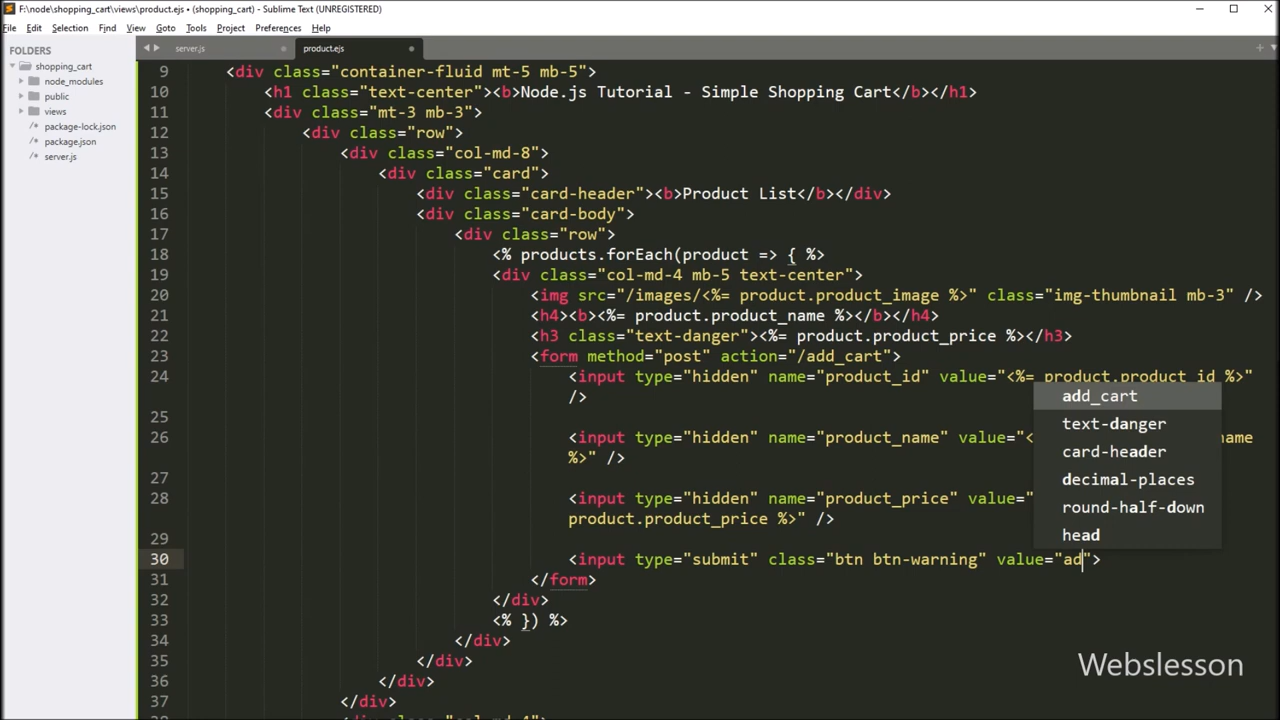 F:\node\shopping_cart\views\product.ejs • (shopping_cart) - Sublime Text (UNREGISTERED)
File Edit Selection Find View Goto Tools Project Preferences Help
FOLDERS
shopping_cart
node_modules
public
views
package-lock.json
package.json
server.js
server.js product.ejs
9 <div class="container-fluid mt-5 mb-5">
10 <h1 class="text-center"><b>Node.js Tutorial - Simple Shopping Cart</b></h1>
11 <div class="mt-3 mb-3">
12 <div class="row">
13 <div class="col-md-8">
14 <div class="card">
15 <div class="card-header"><b>Product List</b></div>
16 <div class="card-body">
17 <div class="row">
18 <% products.forEach(product => { %>
19 <div class="col-md-4 mb-5 text-center">
20 <img src="/images/<%= product.product_image %>" class="img-thumbnail mb-3" />
21 <h4><b><%= product.product_name %></b></h4>
22 <h3 class="text-danger"><%= product.product_price %></h3>
23 <form method="post" action="/add_cart">
24 <input type="hidden" name="product_id" value="<%= product.product_id %>"
/>
25
26 <input type="hidden" name="product_name" value="< name
%>" />
27
28 <input type="hidden" name="product_price" value="
product.product_price %>" />
29
30 <input type="submit" class="btn btn-warning" value="ad">
31 </form>
32 </div>
33 <% }) %>
34 </div>
35 </div>
36 </div>
37 </div>
add_cart
text-danger
card-header
decimal-places
round-half-down
head
Webslesson